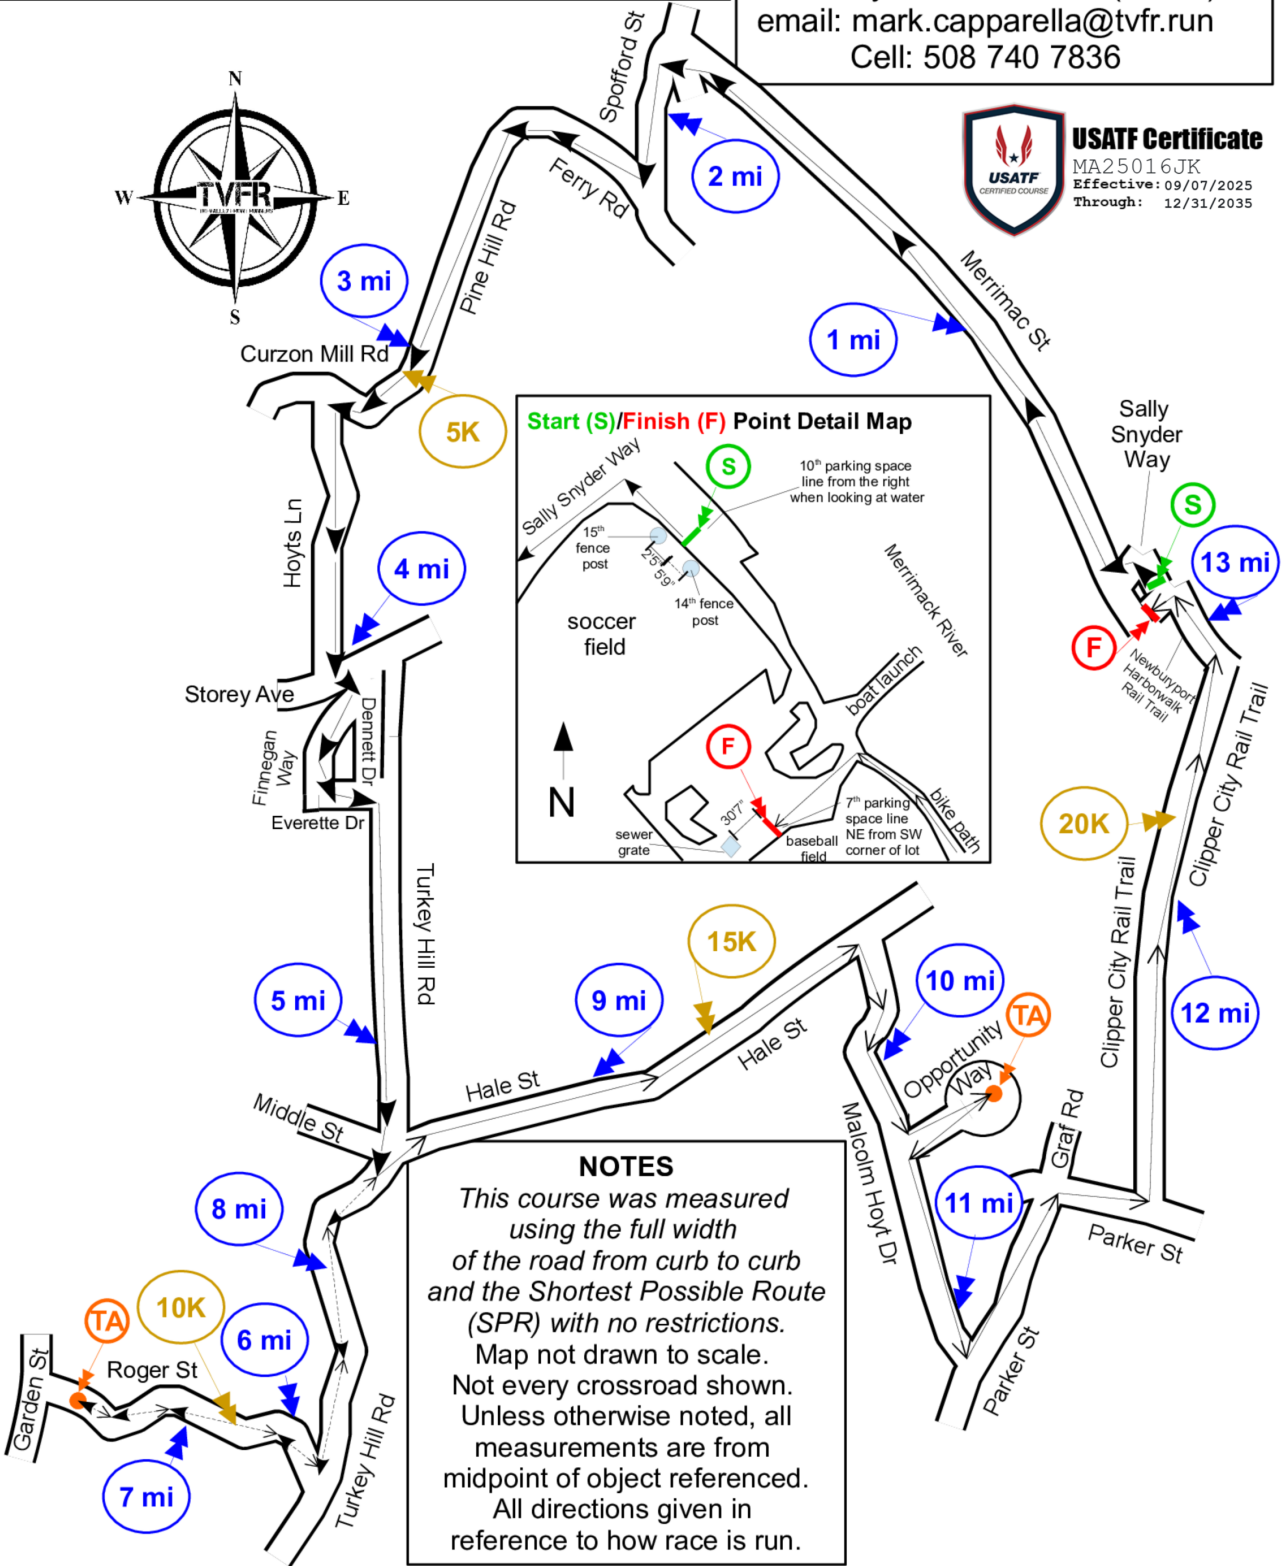 email: mark.capparella@tvfr.run
Cell: 508 740 7836
Spofford St
N
W
TVFR
E
S
USATF
CERTIFIED COURSE
USATF Certificate
MA25016JK
Effective: 09/07/2025
Through: 12/31/2035
2 mi
Ferry Rd
Pine Hill Rd
3 mi
Curzon Mill Rd
5K
Merrimac St
1 mi
Sally
Snyder
Way
S
13 mi
F
Newburyport
Harborwalk
Rail Trail
Start (S)/Finish (F) Point Detail Map
Sally Snyder Way
S
10th parking space
line from the right
when looking at water
15th
fence
post
2'5"
5'9"
14th fence
post
soccer
field
Merrimack River
boat launch
N
F
30'7"
sewer
grate
7th parking
space line
NE from SW
corner of lot
baseball
field
bike path
Hoyts Ln
4 mi
Storey Ave
Dennett Dr
Finnegan
Way
Everette Dr
Turkey Hill Rd
20K
Clipper City Rail Trail
Clipper City Rail Trail
15K
5 mi
9 mi
10 mi
12 mi
TA
Opportunity
Way
Hale St
Hale St
Middle St
Malcolm Hoyt Dr
Graf Rd
11 mi
Parker St
Parker St
8 mi
10K
6 mi
TA
Roger St
Garden St
7 mi
Turkey Hill Rd
NOTES
This course was measured
using the full width
of the road from curb to curb
and the Shortest Possible Route
(SPR) with no restrictions.
Map not drawn to scale.
Not every crossroad shown.
Unless otherwise noted, all
measurements are from
midpoint of object referenced.
All directions given in
reference to how race is run.